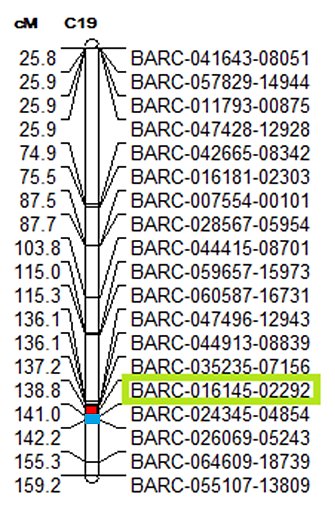 cM C19
25.8 BARC-041643-08051
25.9 BARC-057829-14944
25.9 BARC-011793-00875
25.9 BARC-047428-12928
74.9 BARC-042665-08342
75.5 BARC-016181-02303
87.5 BARC-007554-00101
87.7 BARC-028567-05954
103.8 BARC-044415-08701
115.0 BARC-059657-15973
115.3 BARC-060587-16731
136.1 BARC-047496-12943
136.1 BARC-044913-08839
137.2 BARC-035235-07156
138.8 BARC-016145-02292
141.0 BARC-024345-04854
142.2 BARC-026069-05243
155.3 BARC-064609-18739
159.2 BARC-055107-13809